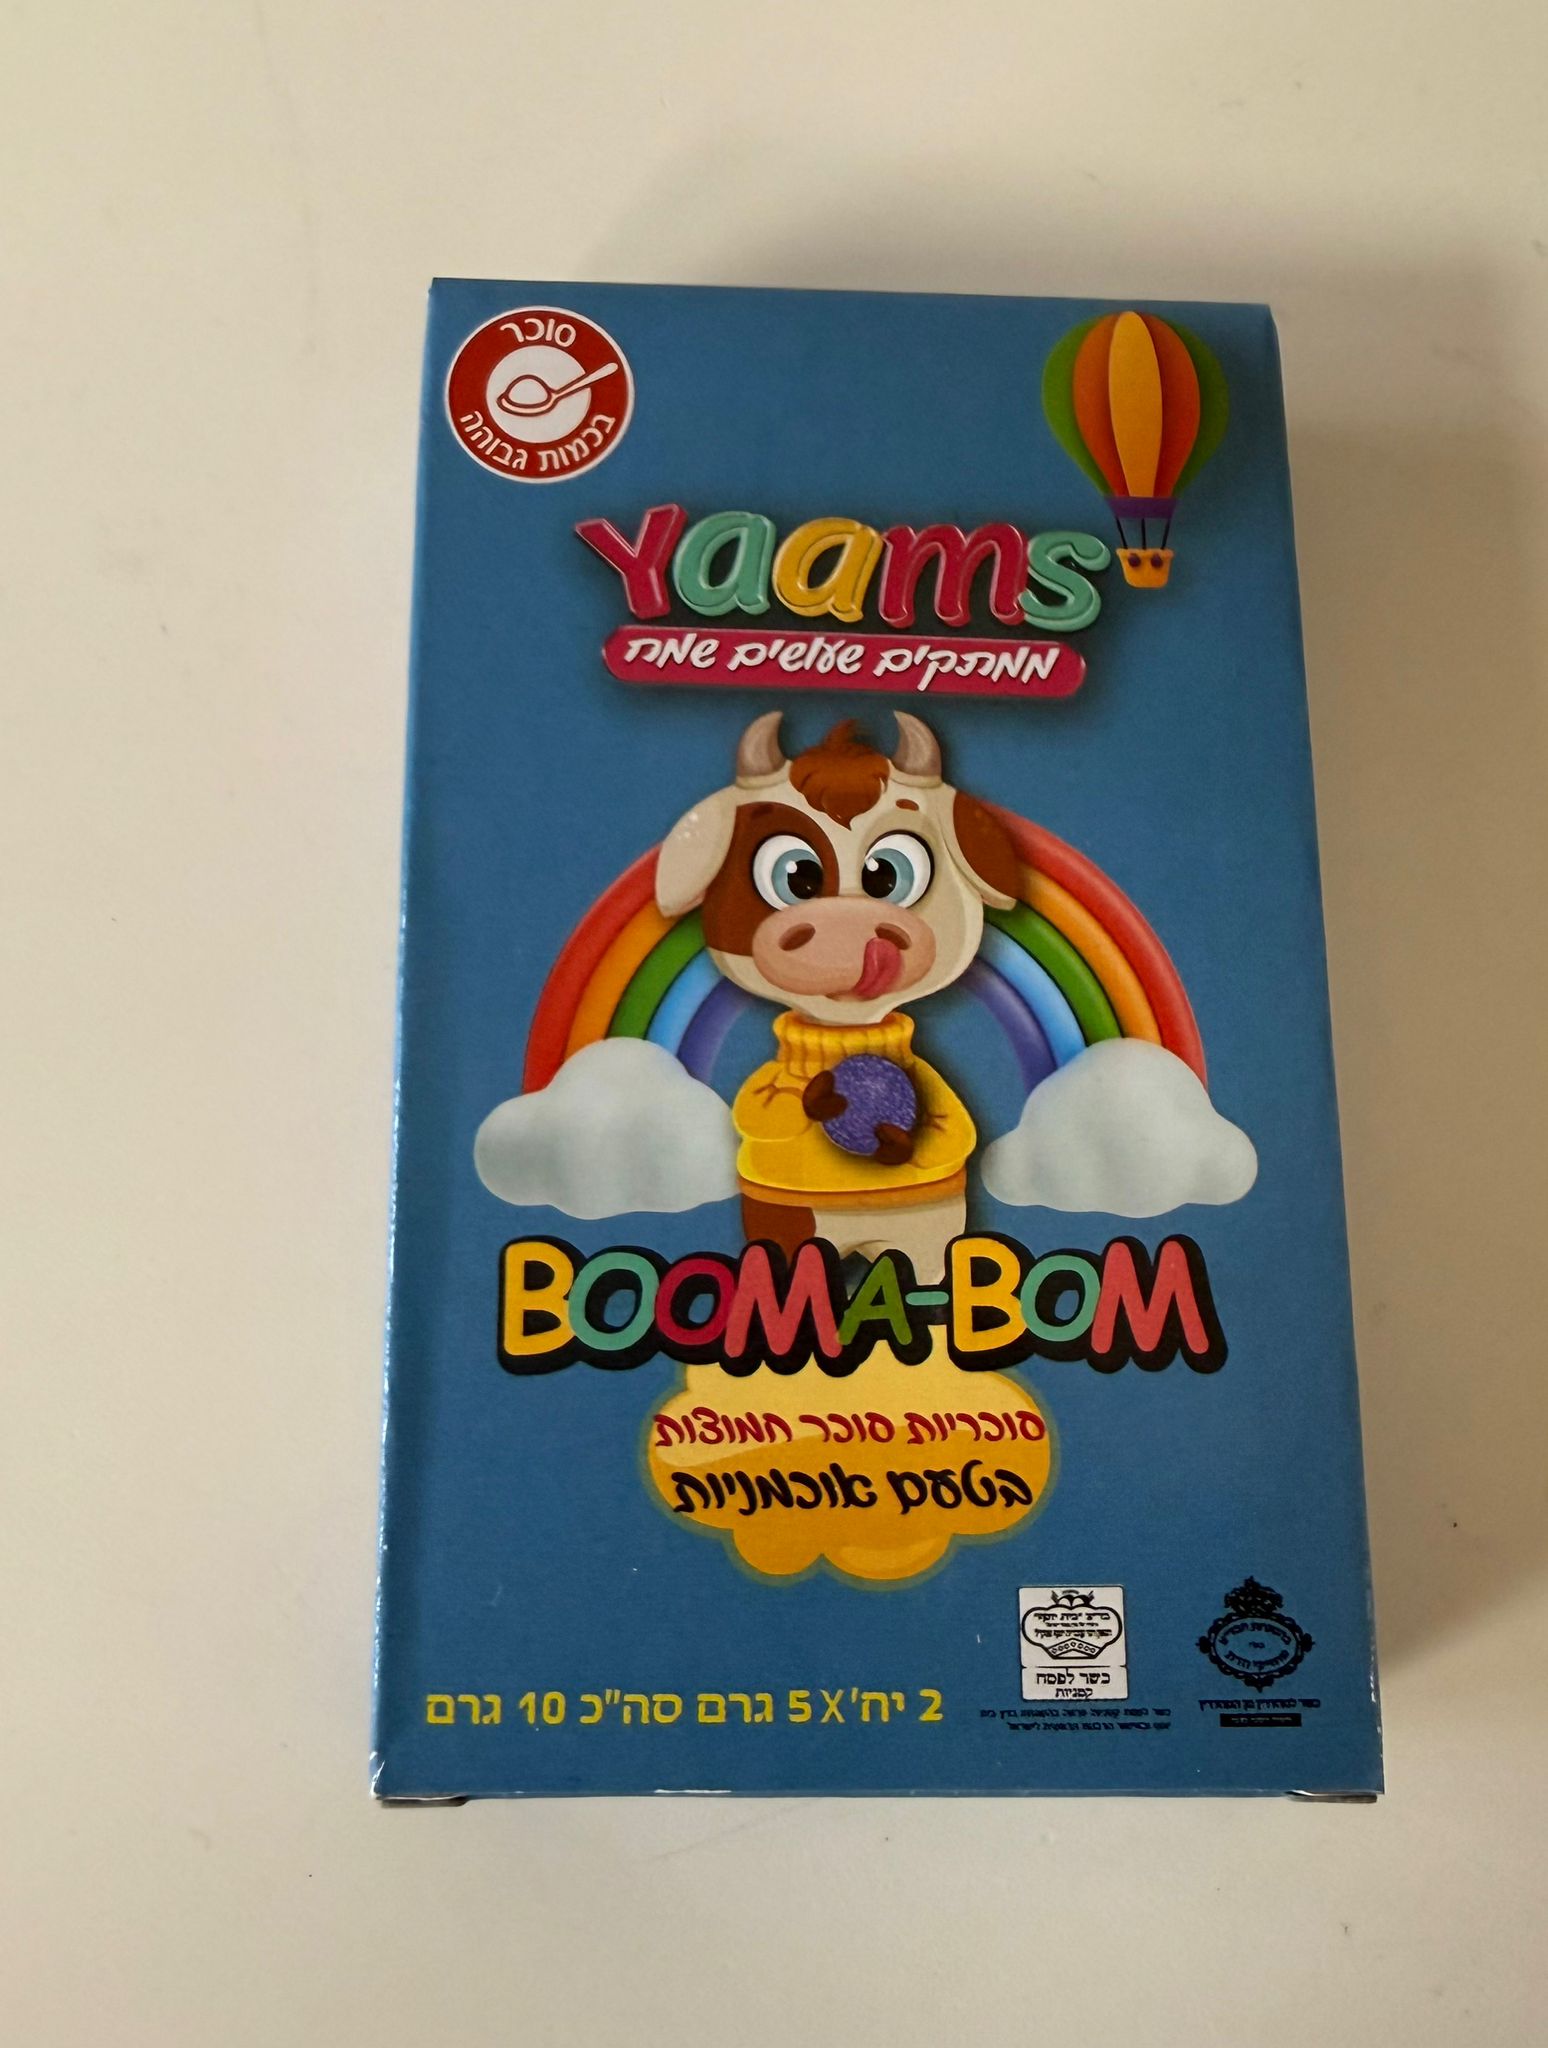 סוכר
בכמות גבוהה
Yaams
ממתקים שעושים שמח
BOOMA-BOM
סוכריות סוכר חמוצות
בטעם אוכמניות
כשר לפסח
קטניות
2 יח' X 5 גרם סה"כ 10 גרם